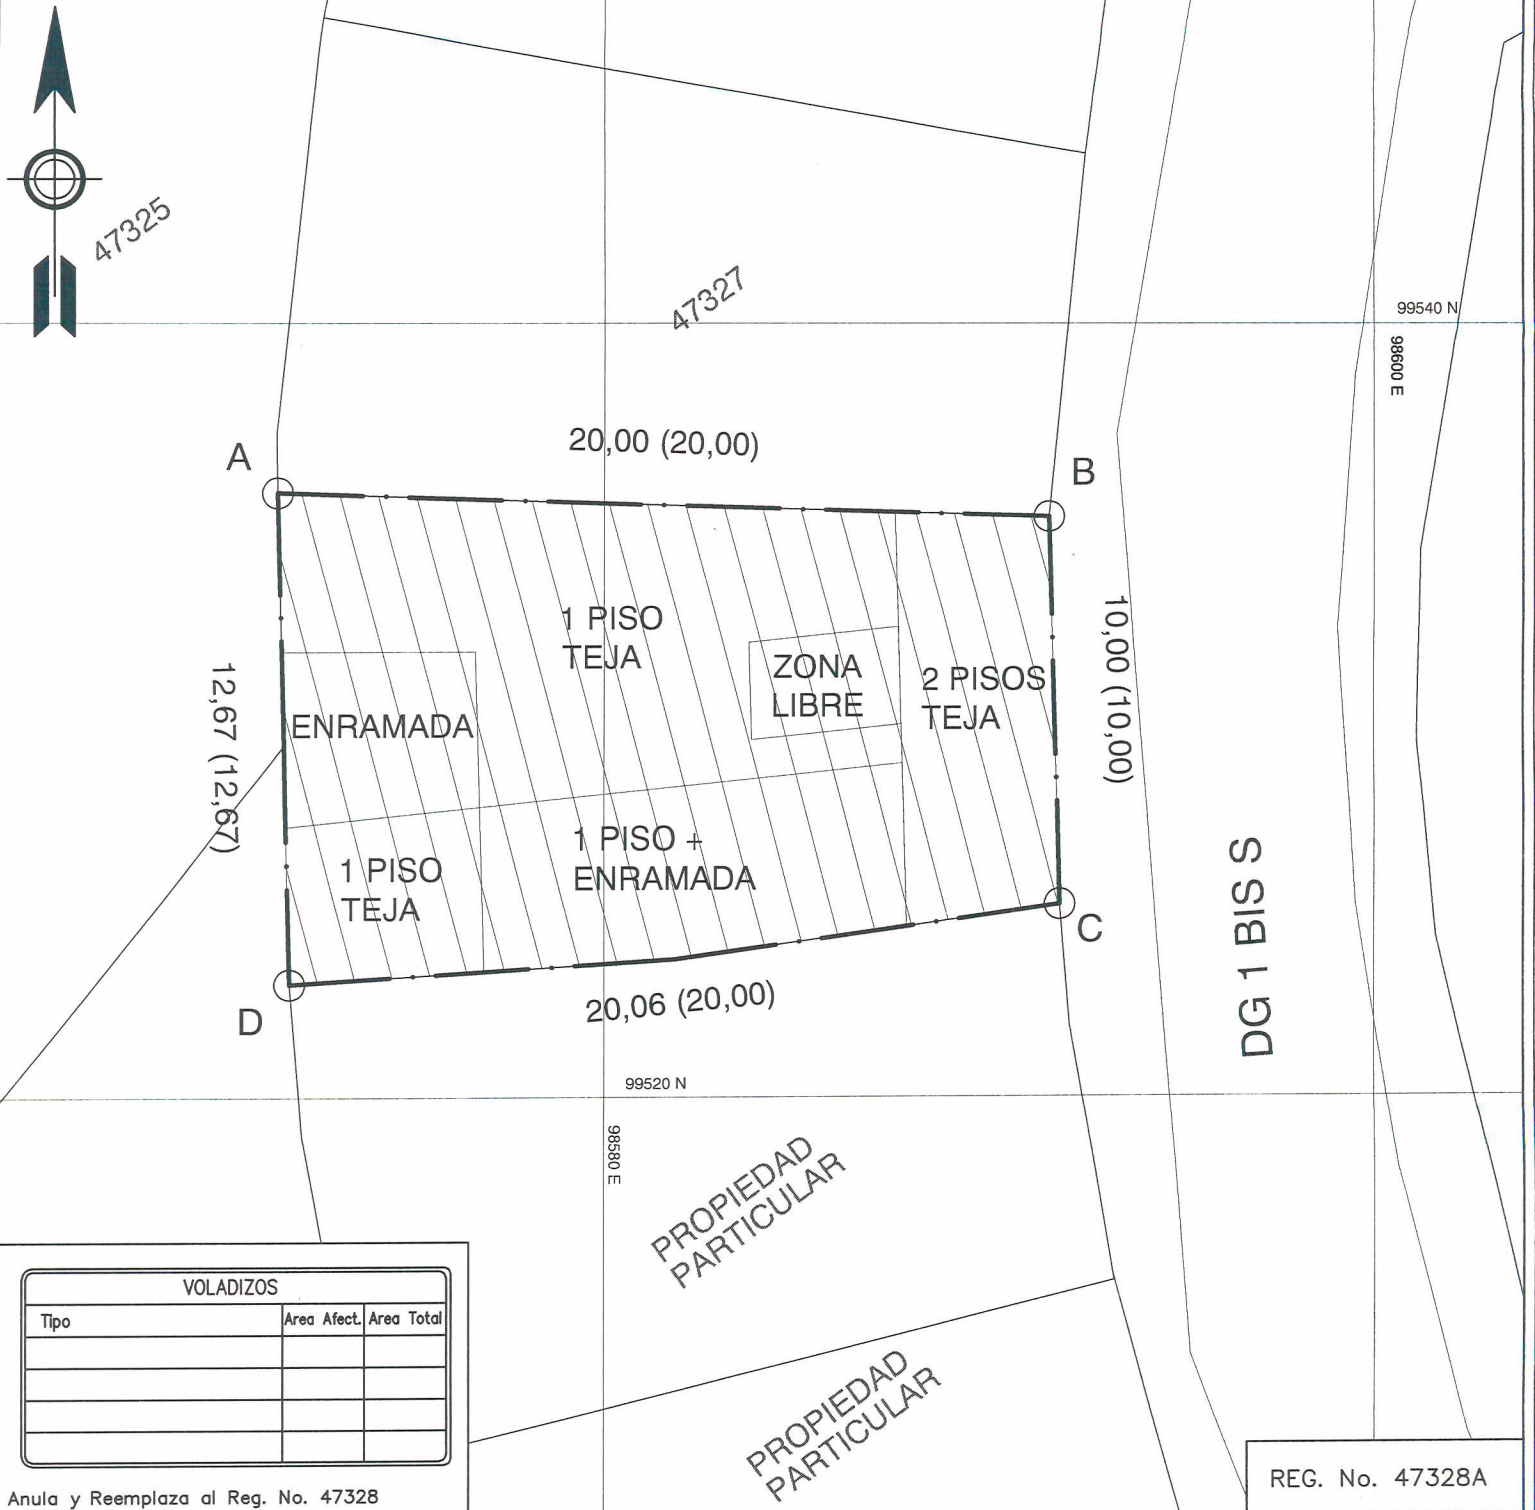 47325
47327
99540 N
98600 E
20,00 (20,00)
A
B
1 PISO
TEJA
ZONA
LIBRE
2 PISOS
TEJA
10,00 (10,00)
12,67 (12,67)
ENRAMADA
1 PISO +
ENRAMADA
1 PISO
TEJA
C
DG 1 BIS S
D
20,06 (20,00)
99520 N
98580 E
PROPIEDAD
PARTICULAR
PROPIEDAD
PARTICULAR
VOLADIZOS
Tipo Area Afect. Area Total
Anula y Reemplaza al Reg. No. 47328
REG. No. 47328A